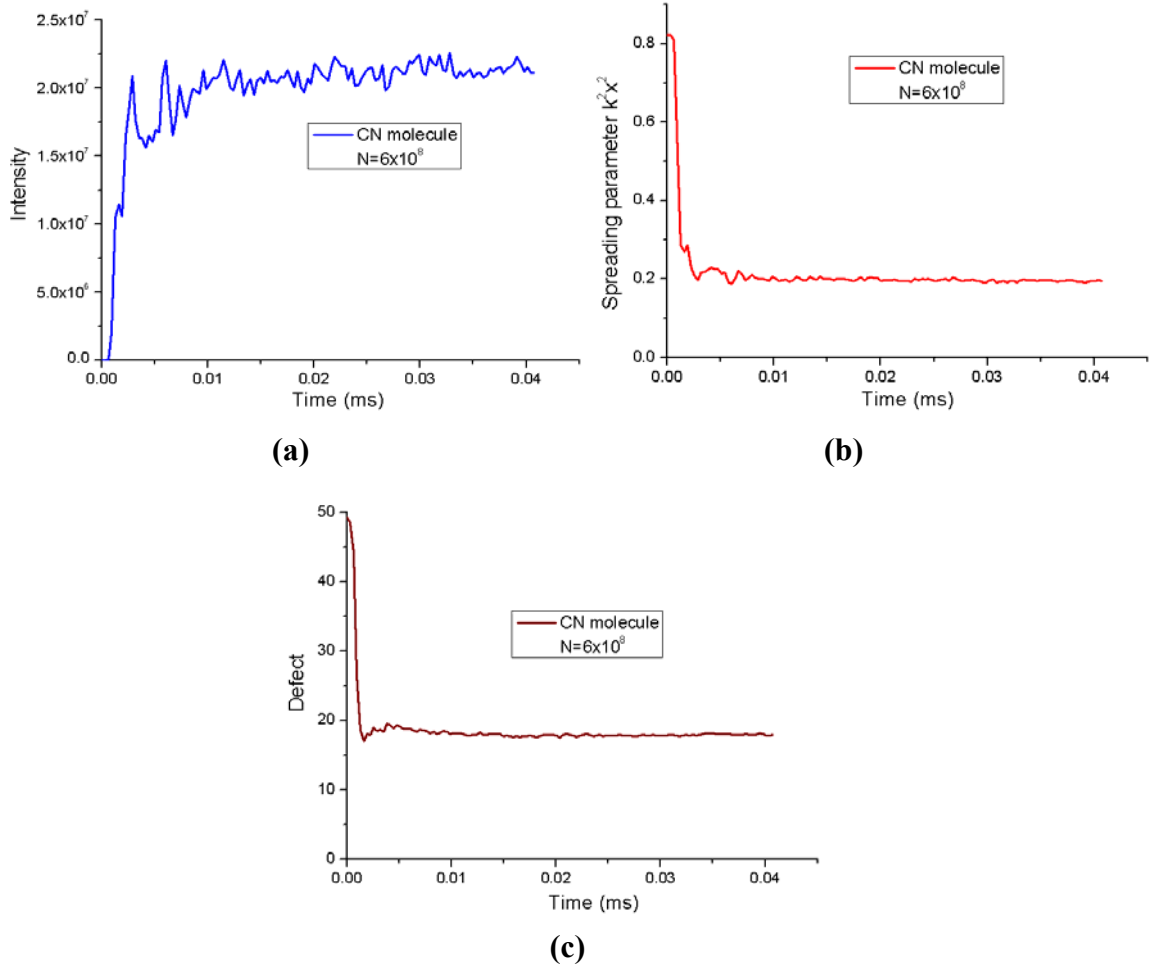 2.5x10⁷
2.0x10⁷
1.5x10⁷
1.0x10⁷
5.0x10⁶
0.0
Intensity
CN molecule
N=6x10⁸
0.00 0.01 0.02 0.03 0.04
Time (ms)
(a)
0.8
0.6
0.4
0.2
0.0
Spreading parameter k²x²
CN molecule
N=6x10⁸
0.00 0.01 0.02 0.03 0.04
Time (ms)
(b)
50
40
30
20
10
0
Defect
CN molecule
N=6x10⁸
0.00 0.01 0.02 0.03 0.04
Time (ms)
(c)